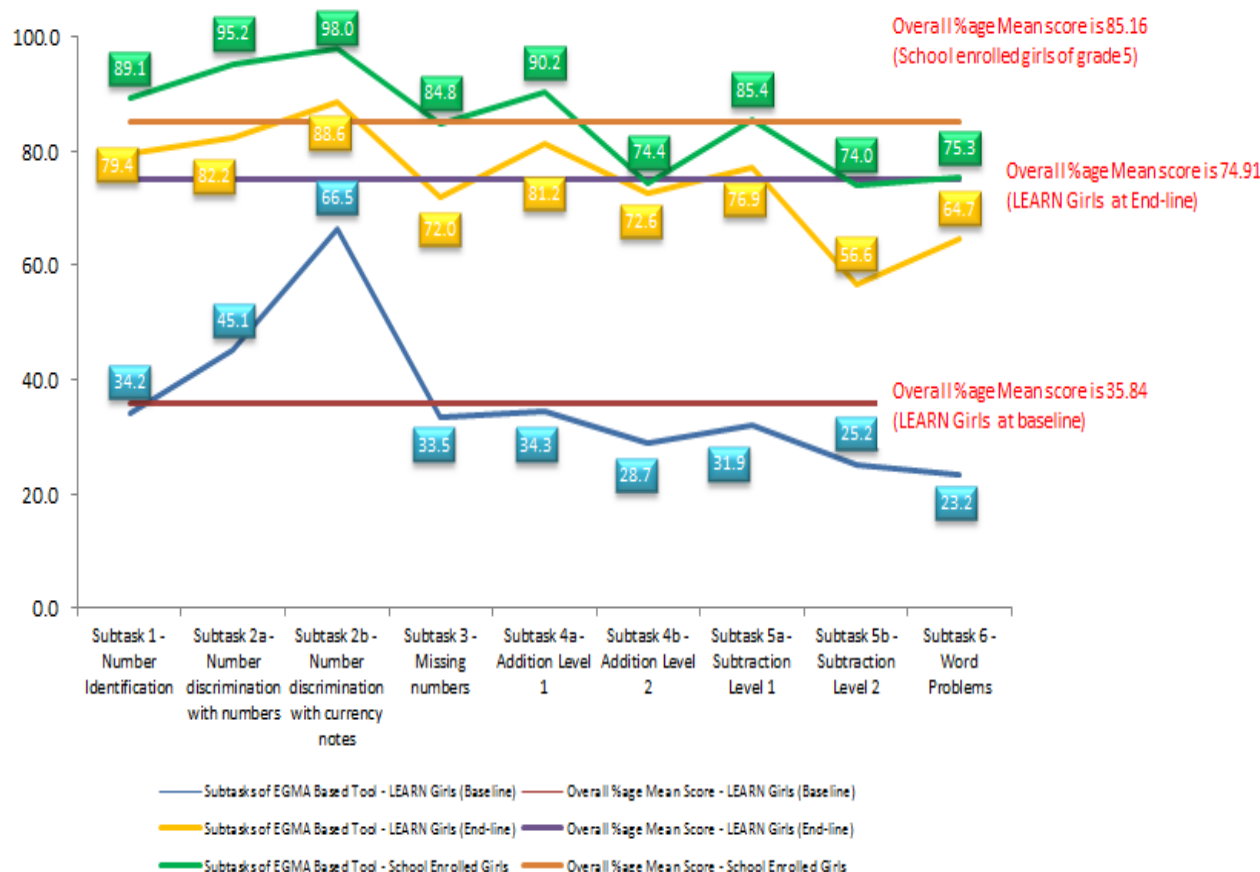 Overall %age Mean score is 85.16
(School enrolled girls of grade 5)
100.0
80.0
60.0
40.0
20.0
0.0
89.1
95.2
98.0
84.8
90.2
74.4
85.4
74.0
75.3
79.4
82.2
88.6
72.0
81.2
72.6
76.9
56.6
64.7
Overall %age Mean score is 74.91
(LEARN Girls at End-line)
34.2
45.1
66.5
33.5
34.3
28.7
31.9
25.2
23.2
Overall %age Mean score is 35.84
(LEARN Girls at baseline)
Subtask 1 -
Number
Identification
Subtask 2a -
Number
discrimination
with numbers
Subtask 2b -
Number
discrimination
with currency
notes
Subtask 3 -
Missing
numbers
Subtask 4a -
Addition Level
1
Subtask 4b -
Addition Level
2
Subtask 5a -
Subtraction
Level 1
Subtask 5b -
Subtraction
Level 2
Subtask 6 -
Word
Problems
Subtasks of EGMA Based Tool - LEARN Girls (Baseline)
Overall %age Mean Score - LEARN Girls (Baseline)
Subtasks of EGMA Based Tool - LEARN Girls (End-line)
Overall %age Mean Score - LEARN Girls (End-line)
Subtasks of EGMA Based Tool - School Enrolled Girls
Overall %age Mean Score - School Enrolled Girls